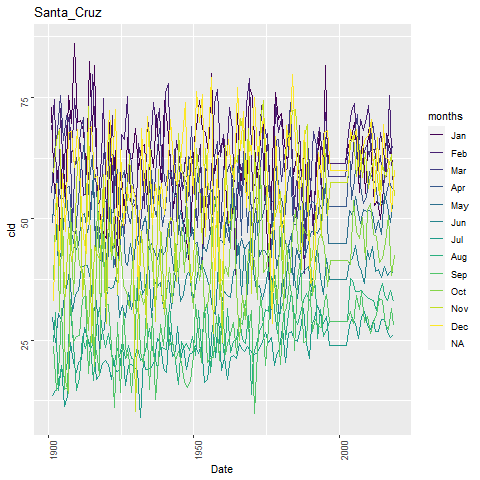 Santa_Cruz
75
50
25
cld
1900
1950
2000
Date
months
Jan
Feb
Mar
Apr
May
Jun
Jul
Aug
Sep
Oct
Nov
Dec
NA